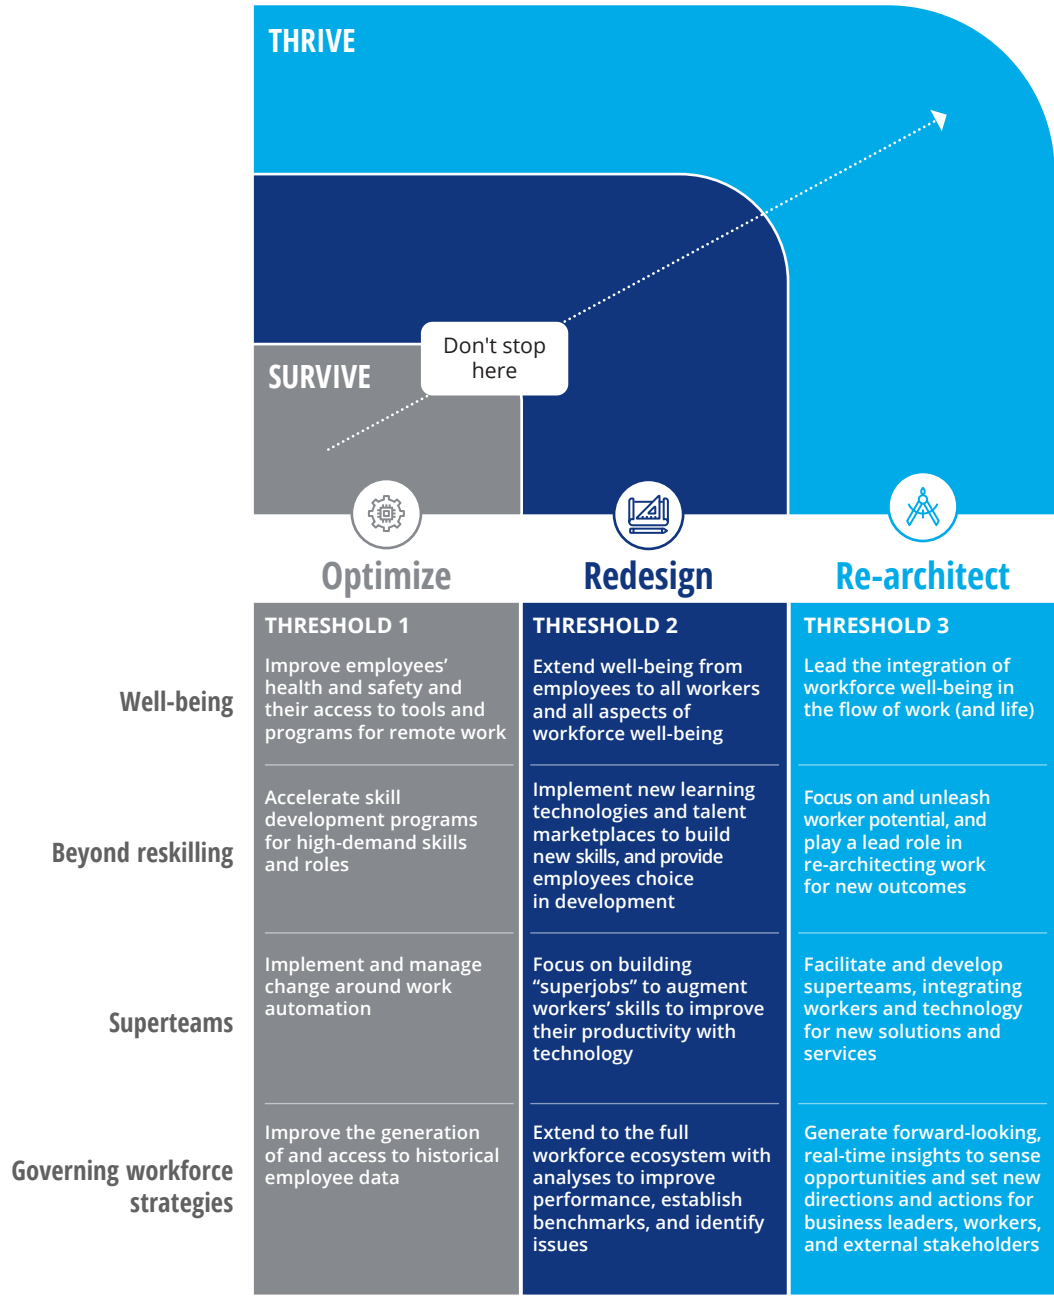 THRIVE
SURVIVE
Don't stop
here
Optimize
Redesign
Re-architect
THRESHOLD 1
THRESHOLD 2
THRESHOLD 3
Well-being
Improve employees’
health and safety and
their access to tools and
programs for remote work
Extend well-being from
employees to all workers
and all aspects of
workforce well-being
Lead the integration of
workforce well-being in
the flow of work (and life)
Beyond reskilling
Accelerate skill
development programs
for high-demand skills
and roles
Implement new learning
technologies and talent
marketplaces to build
new skills, and provide
employees choice
in development
Focus on and unleash
worker potential, and
play a lead role in
re-architecting work
for new outcomes
Superteams
Implement and manage
change around work
automation
Focus on building
“superjobs” to augment
workers’ skills to improve
their productivity with
technology
Facilitate and develop
superteams, integrating
workers and technology
for new solutions and
services
Governing workforce
strategies
Improve the generation
of and access to historical
employee data
Extend to the full
workforce ecosystem with
analyses to improve
performance, establish
benchmarks, and identify
issues
Generate forward-looking,
real-time insights to sense
opportunities and set new
directions and actions for
business leaders, workers,
and external stakeholders